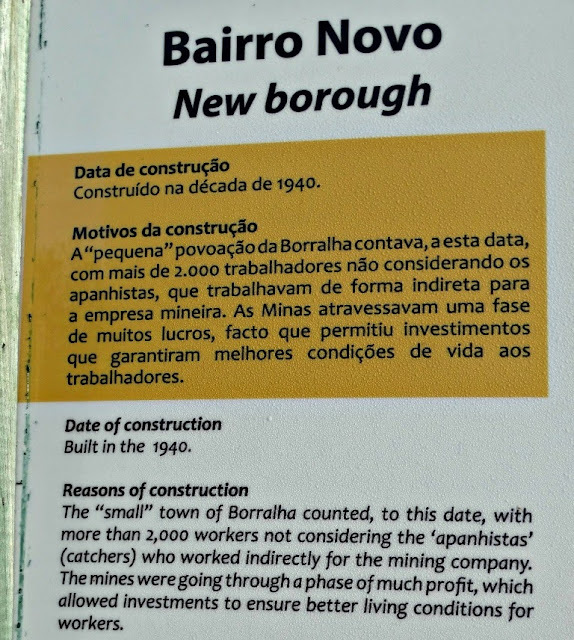 Bairro Novo
New borough
Data de construção
Construído na década de 1940.
Motivos da construção
A “pequena” povoação da Borralha contava, a esta data,
com mais de 2.000 trabalhadores não considerando os
apanhistas, que trabalhavam de forma indireta para
a empresa mineira. As Minas atravessavam uma fase
de muitos lucros, facto que permitiu investimentos
que garantiram melhores condições de vida aos
trabalhadores.
Date of construction
Built in the 1940.
Reasons of construction
The “small” town of Borralha counted, to this date, with
more than 2,000 workers not considering the ‘apanhistas’
(catchers) who worked indirectly for the mining company.
The mines were going through a phase of much profit, which
allowed investments to ensure better living conditions for
workers.